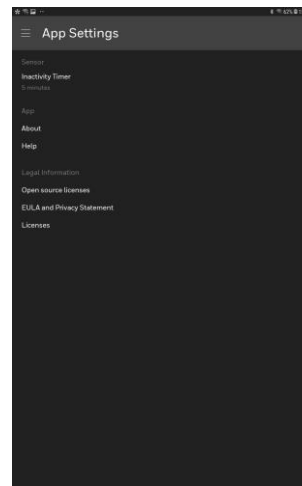 App Settings
Sensor
Inactivity Timer
5 minutes
App
About
Help
Legal Information
Open source licenses
EULA and Privacy Statement
Licenses